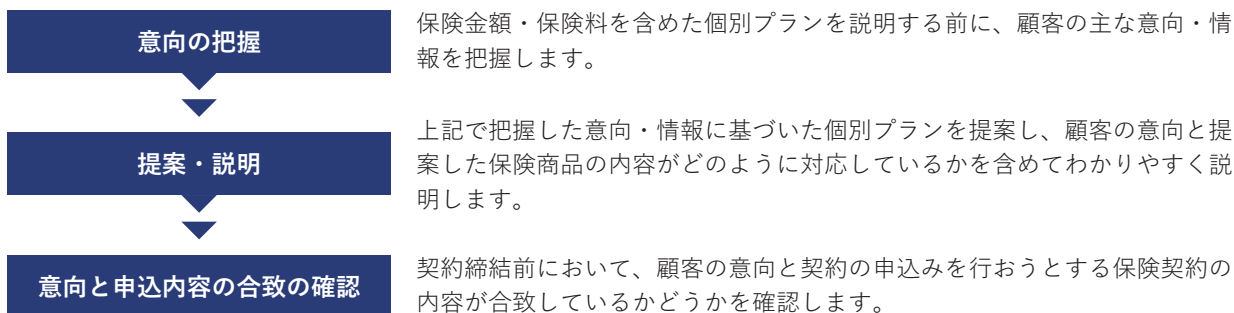 意向の把握
保険金額・保険料を含めた個別プランを説明する前に、顧客の主な意向・情
報を把握します。
提案・説明
上記で把握した意向・情報に基づいた個別プランを提案し、顧客の意向と提
案した保険商品の内容がどのように対応しているかを含めてわかりやすく説
明します。
意向と申込内容の合致の確認
契約締結前において、顧客の意向と契約の申込みを行おうとする保険契約の
内容が合致しているかどうかを確認します。